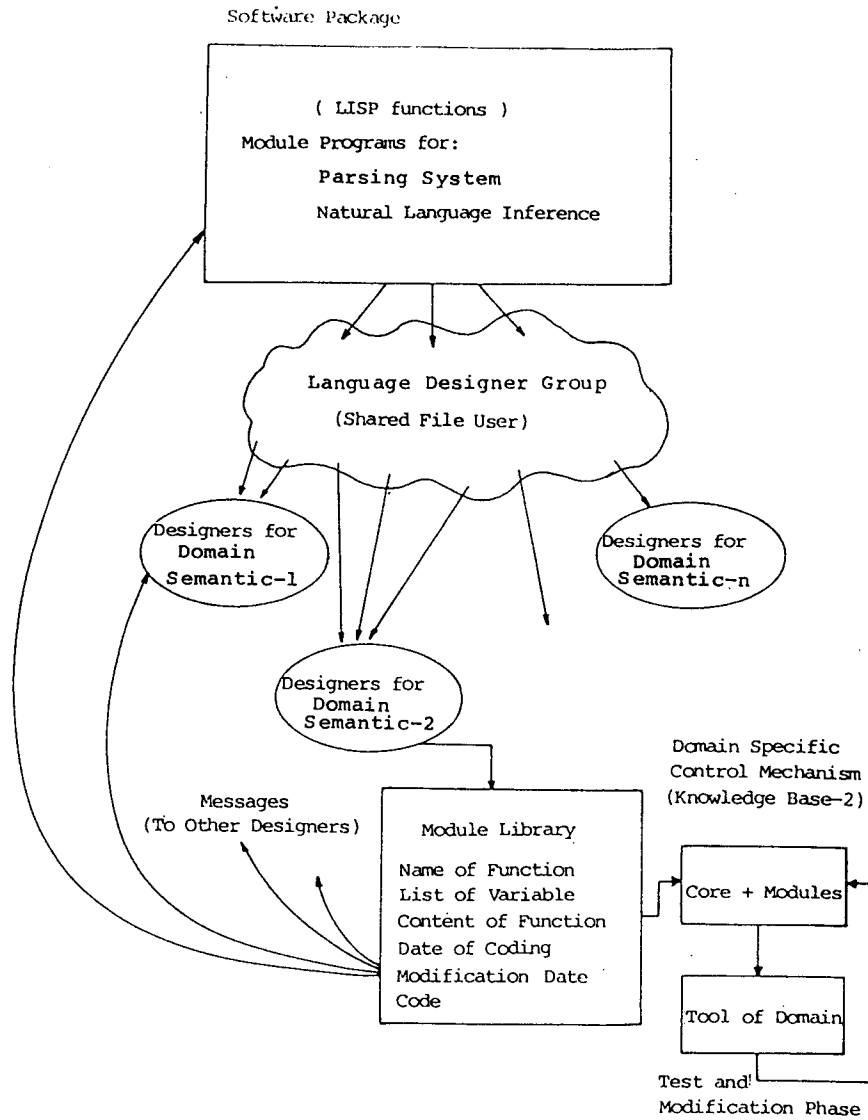 Software Package
( LISP functions )
Module Programs for:
Parsing System
Natural Language Inference
Language Designer Group
(Shared File User)
Designers for
Domain
Semantic-1
Designers for
Domain
Semantic-n
Designers for
Domain
Semantic-2
Domain Specific
Control Mechanism
(Knowledge Base-2)
Messages
(To Other Designers)
Module Library
Name of Function
List of Variable
Content of Function
Date of Coding
Modification Date
Code
Core + Modules
Tool of Domain
Test and
Modification Phase